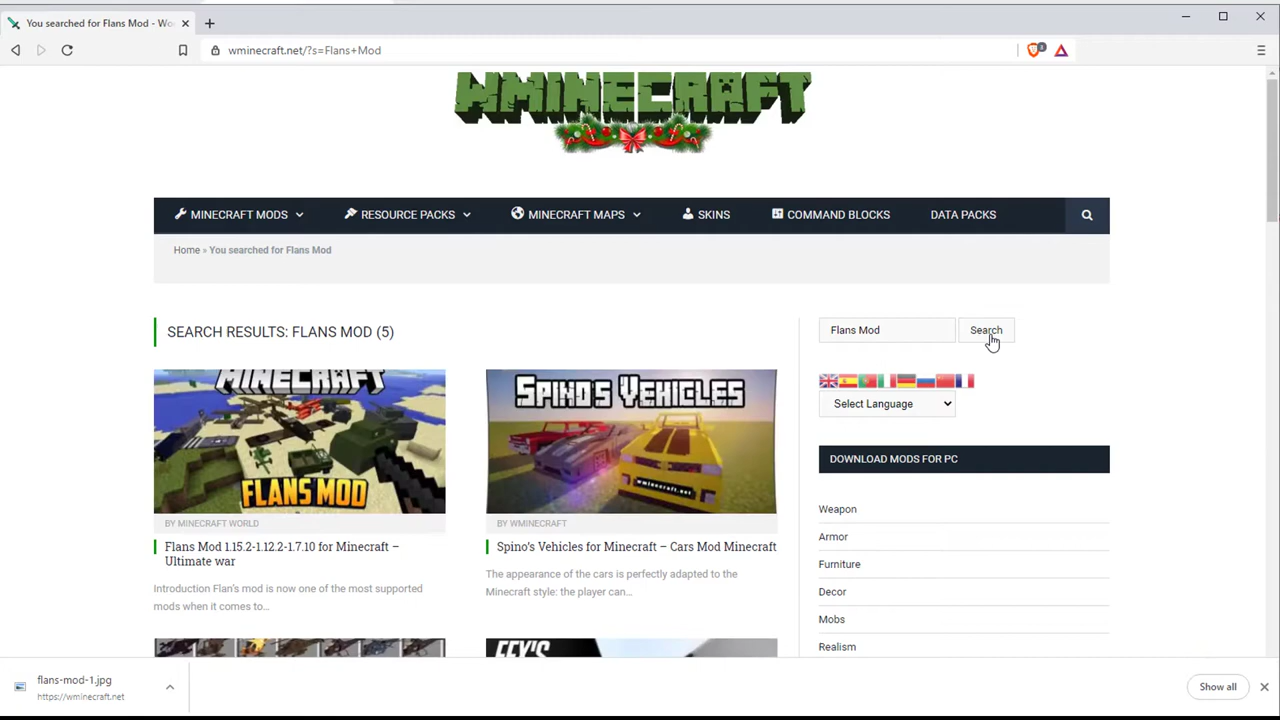 You searched for Flans Mod - Wo
wminecraft.net/?s=Flans+Mod
3
WMINECRAFT
MINECRAFT MODS
RESOURCE PACKS
MINECRAFT MAPS
SKINS
COMMAND BLOCKS
DATA PACKS
Home » You searched for Flans Mod
SEARCH RESULTS: FLANS MOD (5)
Flans Mod
Search
Select Language
MINECRAFT
FLANS MOD
SPINO'S VEHICLES
wminecraft.net
DOWNLOAD MODS FOR PC
BY MINECRAFT WORLD
BY WMINECRAFT
Flans Mod 1.15.2-1.12.2-1.7.10 for Minecraft –
Ultimate war
Spino's Vehicles for Minecraft – Cars Mod Minecraft
Introduction Flan's mod is now one of the most supported
mods when it comes to…
The appearance of the cars is perfectly adapted to the
Minecraft style: the player can…
Weapon
Armor
Furniture
Decor
Mobs
Realism
flans-mod-1.jpg
https://wminecraft.net
Show all